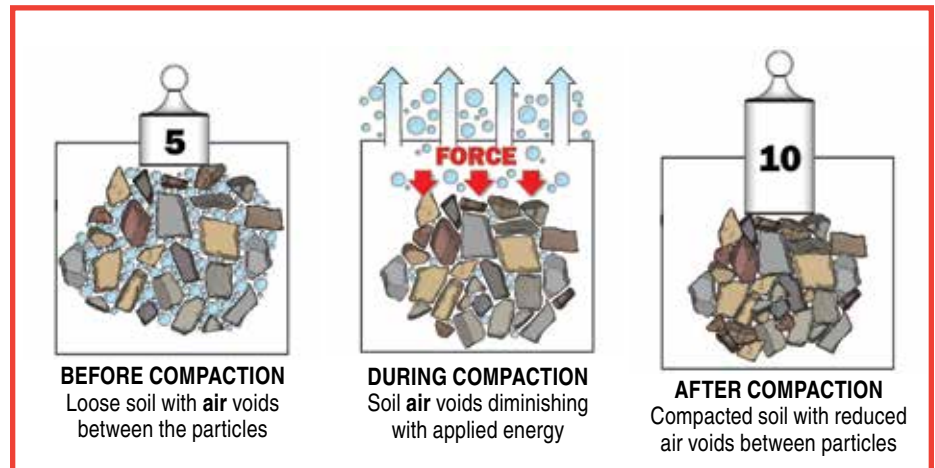 5
BEFORE COMPACTION
Loose soil with air voids
between the particles
FORCE
DURING COMPACTION
Soil air voids diminishing
with applied energy
10
AFTER COMPACTION
Compacted soil with reduced
air voids between particles